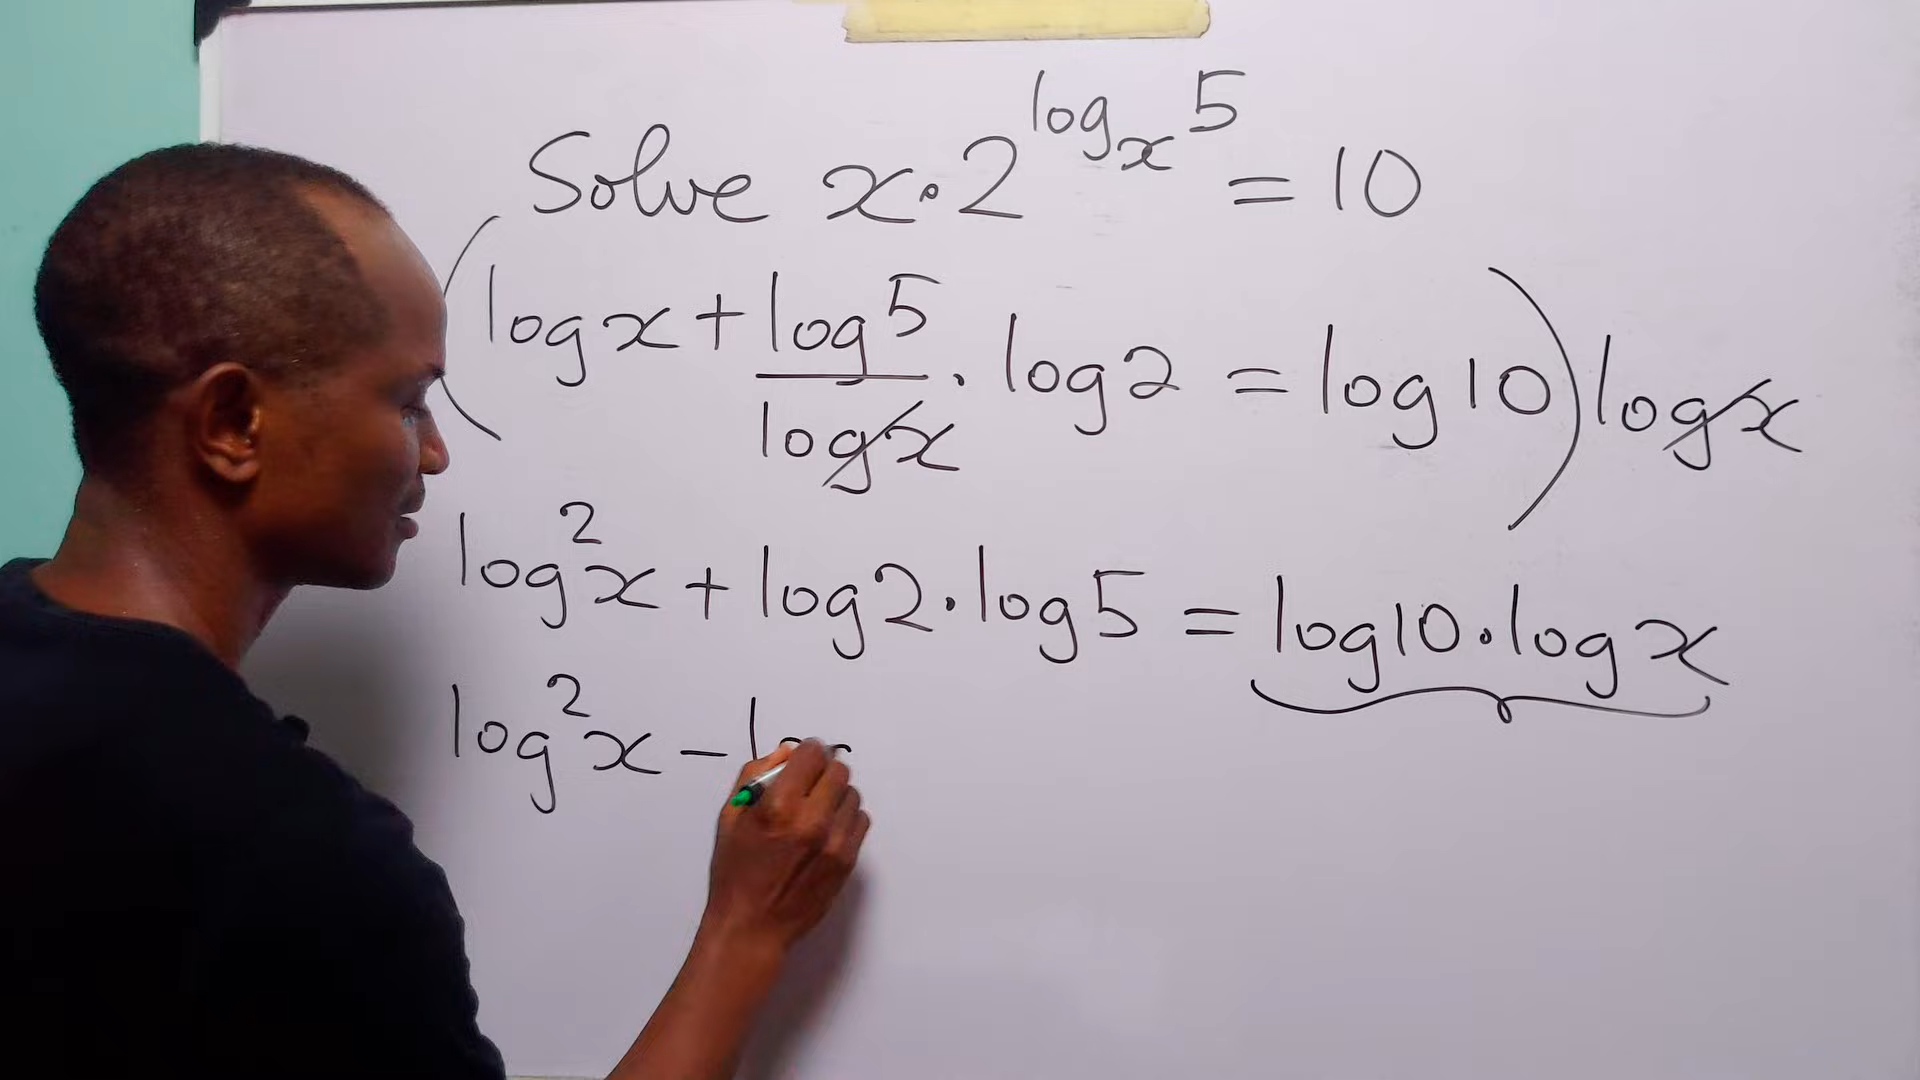 Solve x·2^(log_x 5) = 10
(log x + log 5 / log x · log 2 = log 10) log x
log²x + log 2 · log 5 = log 10 · log x
log²x − lo